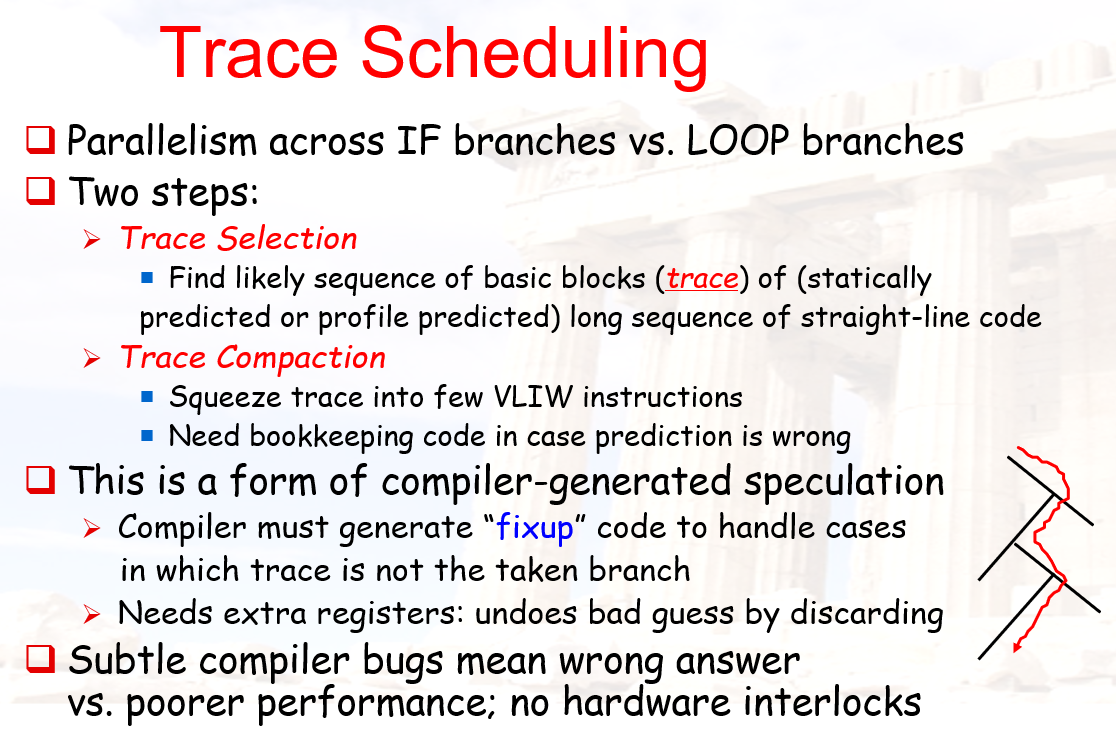 Trace Scheduling
Parallelism across IF branches vs. LOOP branches
Two steps:
Trace Selection
Find likely sequence of basic blocks (trace) of (statically
predicted or profile predicted) long sequence of straight-line code
Trace Compaction
Squeeze trace into few VLIW instructions
Need bookkeeping code in case prediction is wrong
This is a form of compiler-generated speculation
Compiler must generate “fixup” code to handle cases
in which trace is not the taken branch
Needs extra registers: undoes bad guess by discarding
Subtle compiler bugs mean wrong answer
vs. poorer performance; no hardware interlocks